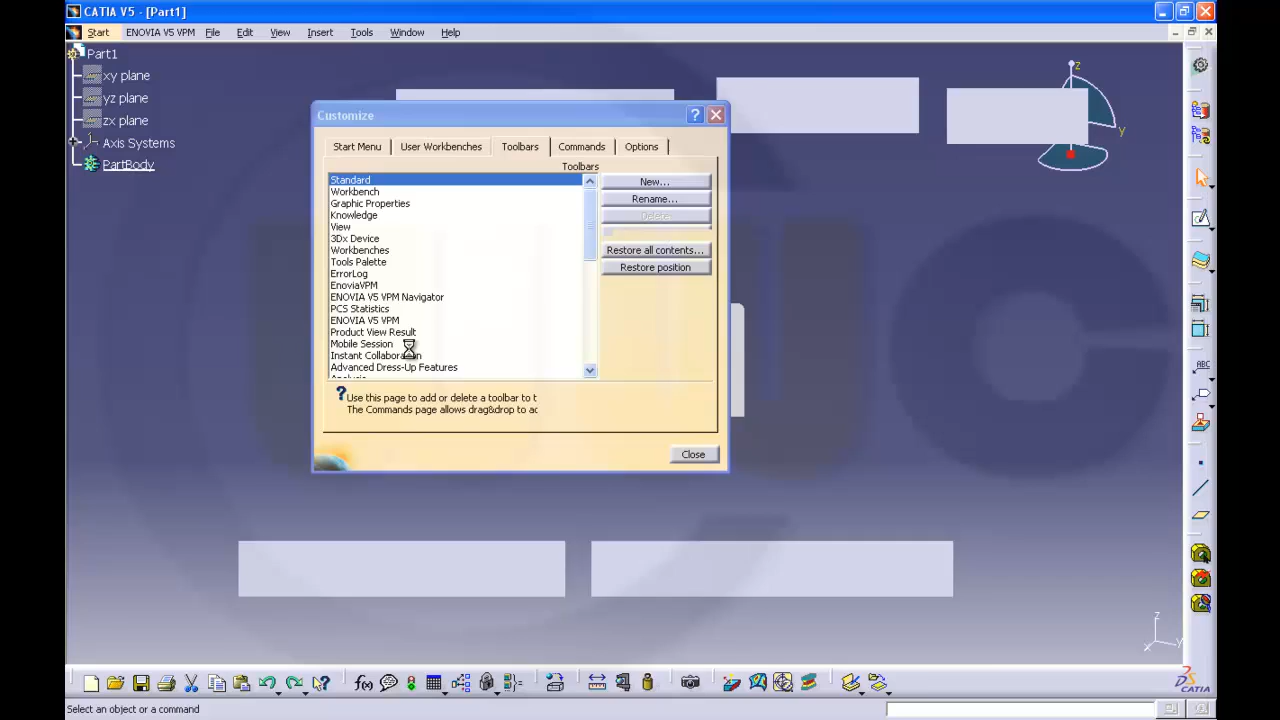 CATIA V5 - [Part1]
Start ENOVIA V5 VPM File Edit View Insert Tools Window Help
Part1
xy plane
yz plane
zx plane
Axis Systems
PartBody
z
y
Customize
Start Menu User Workbenches Toolbars Commands Options
Toolbars
Standard
Workbench
Graphic Properties
Knowledge
View
3Dx Device
Workbenches
Tools Palette
ErrorLog
EnoviaVPM
ENOVIA V5 VPM Navigator
PCS Statistics
ENOVIA V5 VPM
Product View Result
Mobile Session
Instant Collaboration
Advanced Dress-Up Features
New...
Rename...
Delete...
Restore all contents...
Restore position
Use this page to add or delete a toolbar to t
The Commands page allows drag&drop to ac
Close
ABC
z
x
y
f(x)
CATIA
Select an object or a command